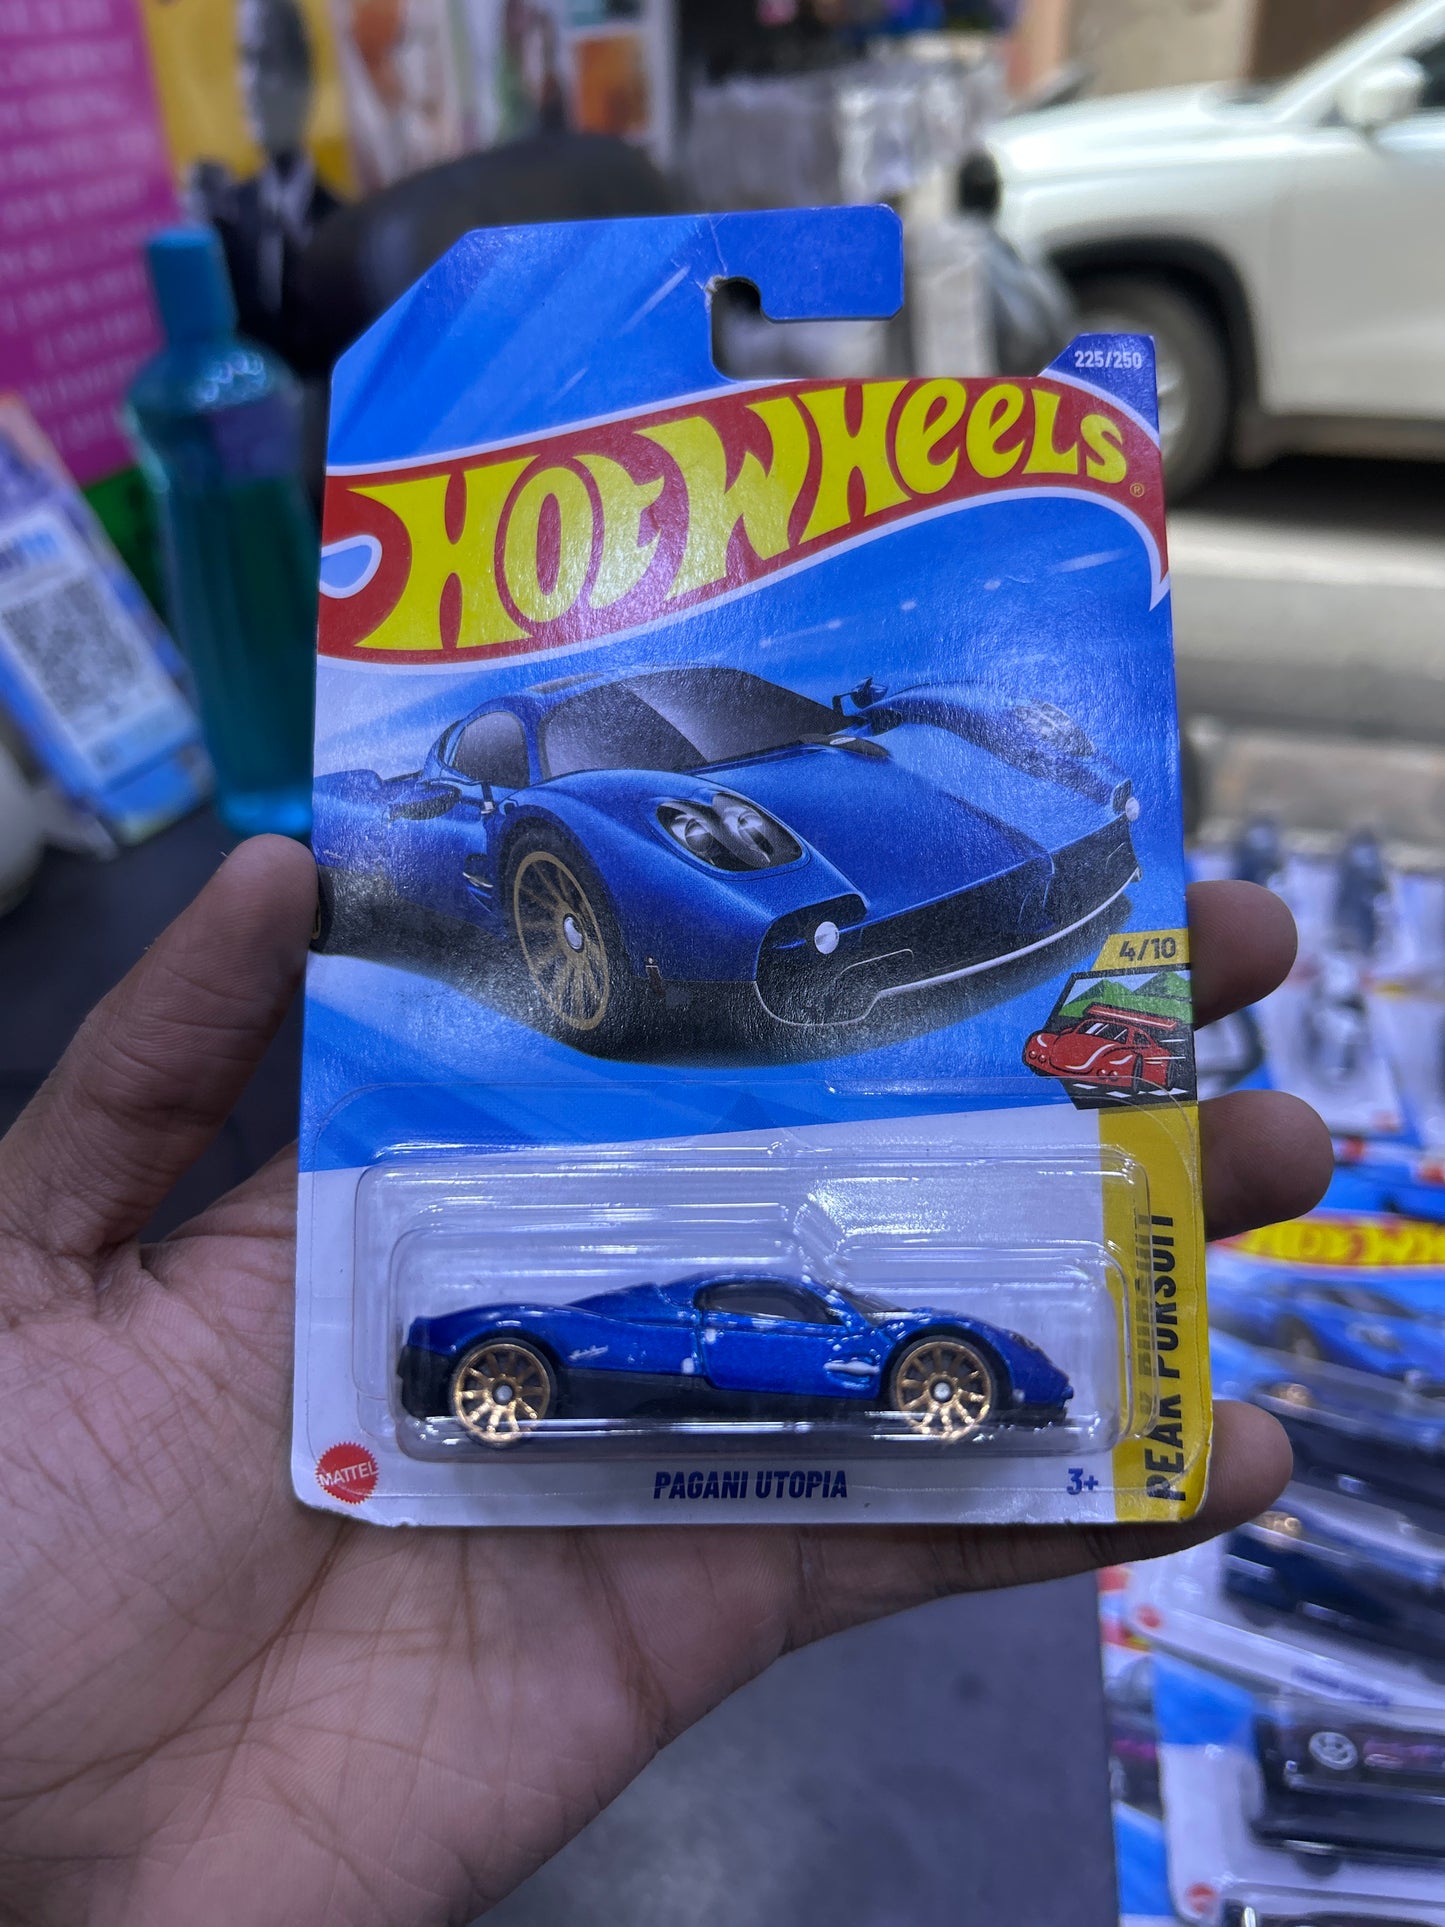 225/250
Hot Wheels®
4/10
PEAK PURSUIT
MATTEL
PAGANI UTOPIA
3+